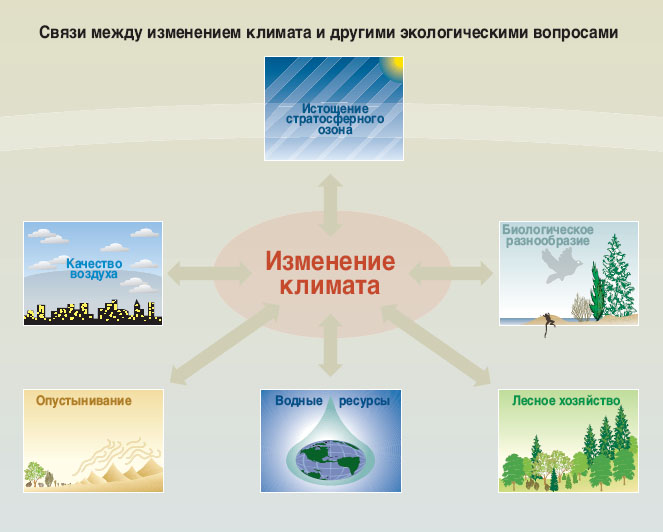 Связи между изменением климата и другими экологическими вопросами
Истощение
стратосферного
озона
Качество
воздуха
Изменение
климата
Биологическое
разнообразие
Опустынивание
Водные ресурсы
Лесное хозяйство